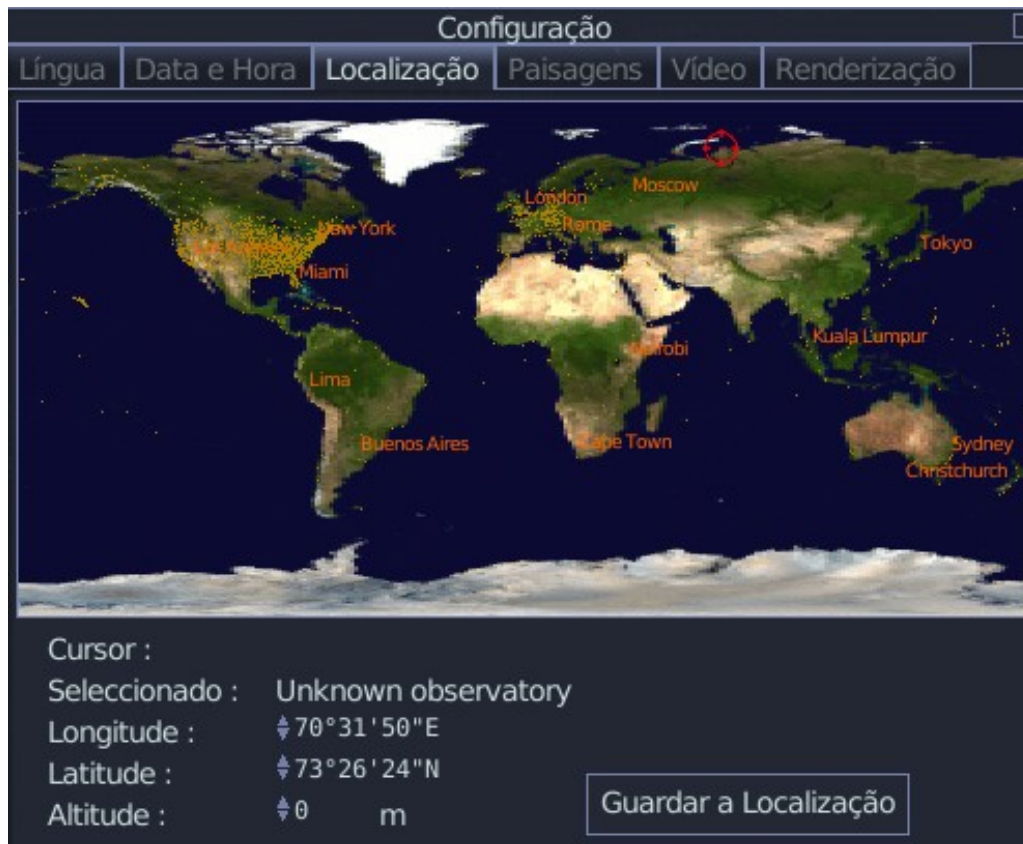 Configuração
Língua Data e Hora Localização Paisagens Vídeo Renderização
Moscow
London
Rome
New York
Tokyo
Miami
Kuala Lumpur
Nairobi
Lima
Buenos Aires
Cape Town
Sydney
Christchurch
Cursor :
Seleccionado : Unknown observatory
Longitude : 70°31'50"E
Latitude : 73°26'24"N
Altitude : 0 m
Guardar a Localização